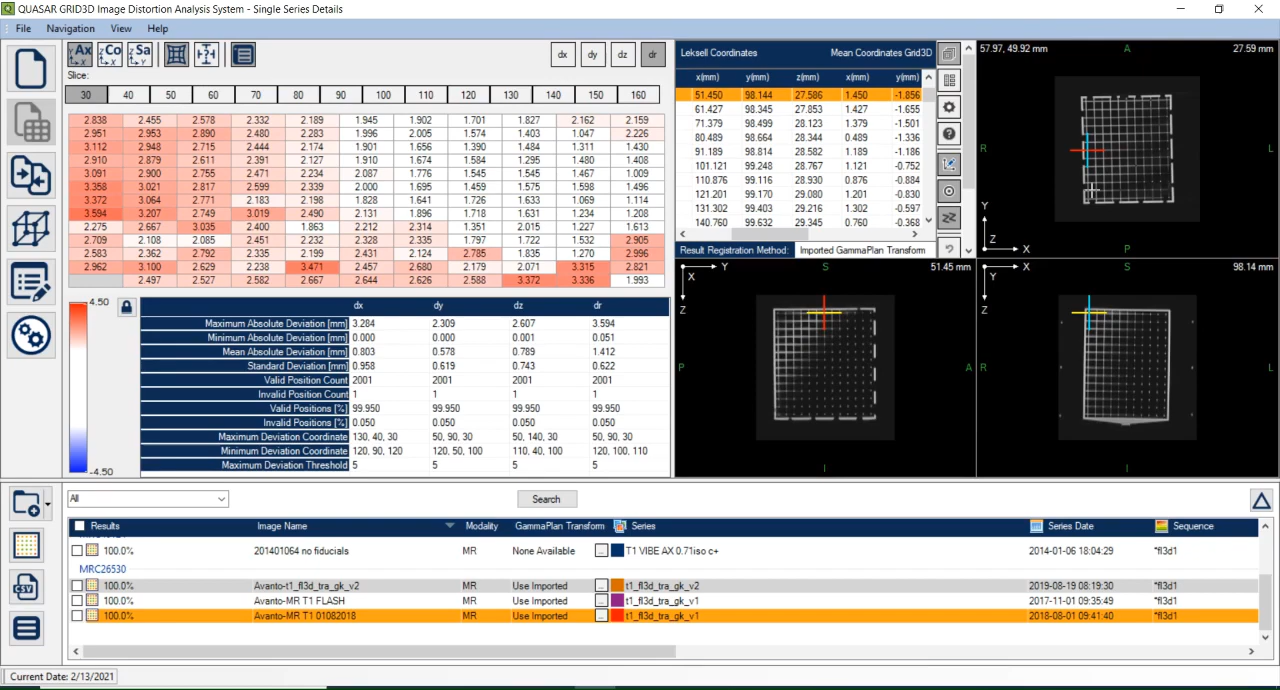 QUASAR GRID3D Image Distortion Analysis System - Single Series Details
File Navigation View Help
Ax Co Sa dx dy dz dr
Slice:
30 40 50 60 70 80 90 100 110 120 130 140 150 160
2.838 2.455 2.578 2.332 2.189 1.945 1.902 1.701 1.827 2.162 2.159
2.951 2.953 2.890 2.480 2.283 1.996 2.005 1.574 1.403 1.047 2.226
3.112 2.948 2.715 2.444 2.174 1.901 1.656 1.390 1.484 1.311 1.430
2.910 2.879 2.611 2.391 2.127 1.910 1.674 1.584 1.295 1.480 1.408
3.091 2.900 2.755 2.471 2.234 2.087 1.776 1.545 1.545 1.467 1.009
3.358 3.021 2.817 2.599 2.339 2.000 1.695 1.459 1.575 1.598 1.496
3.372 3.064 2.771 2.183 2.198 1.828 1.641 1.726 1.633 1.069 1.114
3.594 3.207 2.749 3.019 2.490 2.131 1.896 1.718 1.631 1.234 1.208
2.275 2.667 3.035 2.400 1.863 2.212 2.314 1.351 2.015 1.227 1.613
2.709 2.108 2.085 2.451 2.232 2.328 2.335 1.797 1.722 1.532 2.905
2.583 2.362 2.792 2.335 2.199 2.431 2.124 2.785 1.835 1.270 2.996
2.962 3.100 2.629 2.238 3.471 2.457 2.680 2.179 2.071 3.315 2.821
2.497 2.527 2.582 2.667 2.644 2.626 2.588 3.372 3.336 1.993
4.50
-4.50
dx dy dz dr
Maximum Absolute Deviation [mm] 3.284 2.309 2.607 3.594
Minimum Absolute Deviation [mm] 0.000 0.000 0.001 0.051
Mean Absolute Deviation [mm] 0.803 0.578 0.789 1.412
Standard Deviation [mm] 0.958 0.619 0.743 0.622
Valid Position Count 2001 2001 2001 2001
Invalid Position Count 1 1 1 1
Valid Positions [%] 99.950 99.950 99.950 99.950
Invalid Positions [%] 0.050 0.050 0.050 0.050
Maximum Deviation Coordinate 130, 40, 30 50, 90, 30 50, 140, 30 50, 90, 30
Minimum Deviation Coordinate 120, 90, 120 120, 50, 100 110, 40, 100 120, 100, 110
Maximum Deviation Threshold 5 5 5 5
Leksell Coordinates Mean Coordinates Grid3D
x(mm) y(mm) z(mm) x(mm) y(mm)
51.450 98.144 27.586 1.450 -1.856
61.427 98.345 27.853 1.427 -1.655
71.379 98.499 28.123 1.379 -1.501
80.489 98.664 28.344 0.489 -1.336
91.189 98.814 28.582 1.189 -1.186
101.121 99.248 28.767 1.121 -0.752
110.876 99.116 28.930 0.876 -0.884
121.201 99.170 29.080 1.201 -0.830
131.302 99.403 29.216 1.302 -0.597
140.760 99.632 29.345 0.760 -0.368
Result Registration Method: Imported GammaPlan Transform
57.97, 49.92 mm A 27.59 mm
R L
Y
Z
X P
Y S 51.45 mm
X
Z
P A
I
X S 98.14 mm
Y
Z
R L
I
All Search
Results Image Name Modality GammaPlan Transform Series Series Date Sequence
100.0% 201401064 no fiducials MR None Available ... T1 VIBE AX 0.71iso c+ 2014-01-06 18:04:29 *fl3d1
MRC26530
100.0% Avanto-t1_fl3d_tra_gk_v2 MR Use Imported ... t1_fl3d_tra_gk_v2 2019-08-19 08:19:30 *fl3d1
100.0% Avanto-MR T1 FLASH MR Use Imported ... t1_fl3d_tra_gk_v1 2017-11-01 09:35:49 *fl3d1
100.0% Avanto-MR T1 01082018 MR Use Imported ... t1_fl3d_tra_gk_v1 2018-08-01 09:41:40 *fl3d1
CSV
Current Date: 2/13/2021